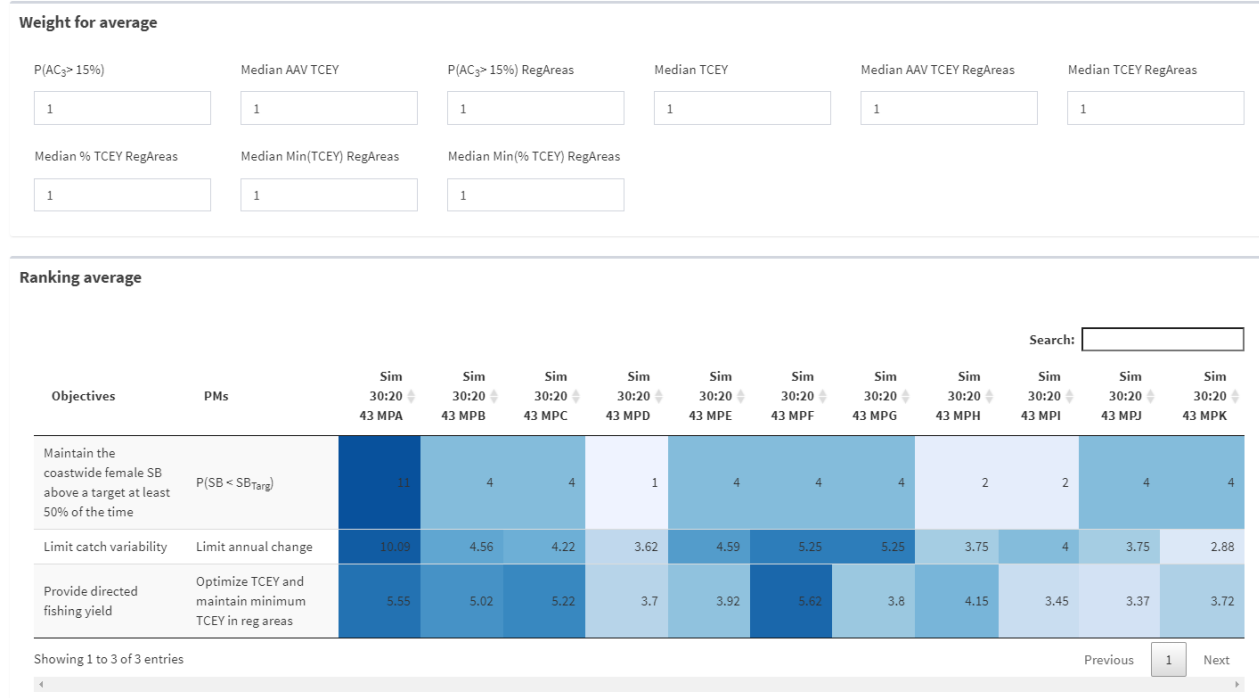 Weight for average
P(AC3> 15%) Median AAV TCEY P(AC3> 15%) RegAreas Median TCEY Median AAV TCEY RegAreas Median TCEY RegAreas
1 1 1 1 1 1
Median % TCEY RegAreas Median Min(TCEY) RegAreas Median Min(% TCEY) RegAreas
1 1 1
Ranking average
Search:
Sim Sim Sim Sim Sim Sim Sim Sim Sim Sim Sim
Objectives PMs 30:20 30:20 30:20 30:20 30:20 30:20 30:20 30:20 30:20 30:20 30:20
43 MPA 43 MPB 43 MPC 43 MPD 43 MPE 43 MPF 43 MPG 43 MPH 43 MPI 43 MPJ 43 MPK
Maintain the
coastwide female SB
above a target at least
50% of the time
P(SB < SBTarg) 11 4 4 1 4 4 4 2 2 4 4
Limit catch variability Limit annual change 10.09 4.56 4.22 3.62 4.59 5.25 5.25 3.75 4 3.75 2.88
Provide directed
fishing yield
Optimize TCEY and
maintain minimum
TCEY in reg areas
5.55 5.02 5.22 3.7 3.92 5.62 3.8 4.15 3.45 3.37 3.72
Showing 1 to 3 of 3 entries Previous 1 Next